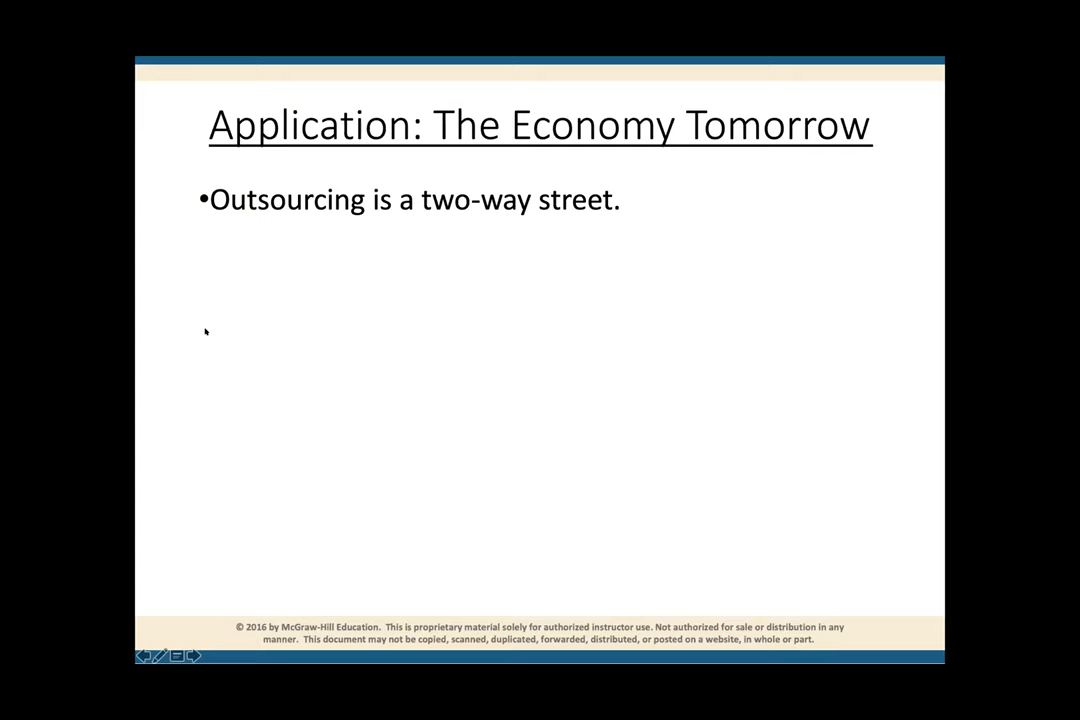 Application: The Economy Tomorrow
•Outsourcing is a two-way street.
© 2016 by McGraw-Hill Education. This is proprietary material solely for authorized instructor use. Not authorized for sale or distribution in any
manner. This document may not be copied, scanned, duplicated, forwarded, distributed, or posted on a website, in whole or part.